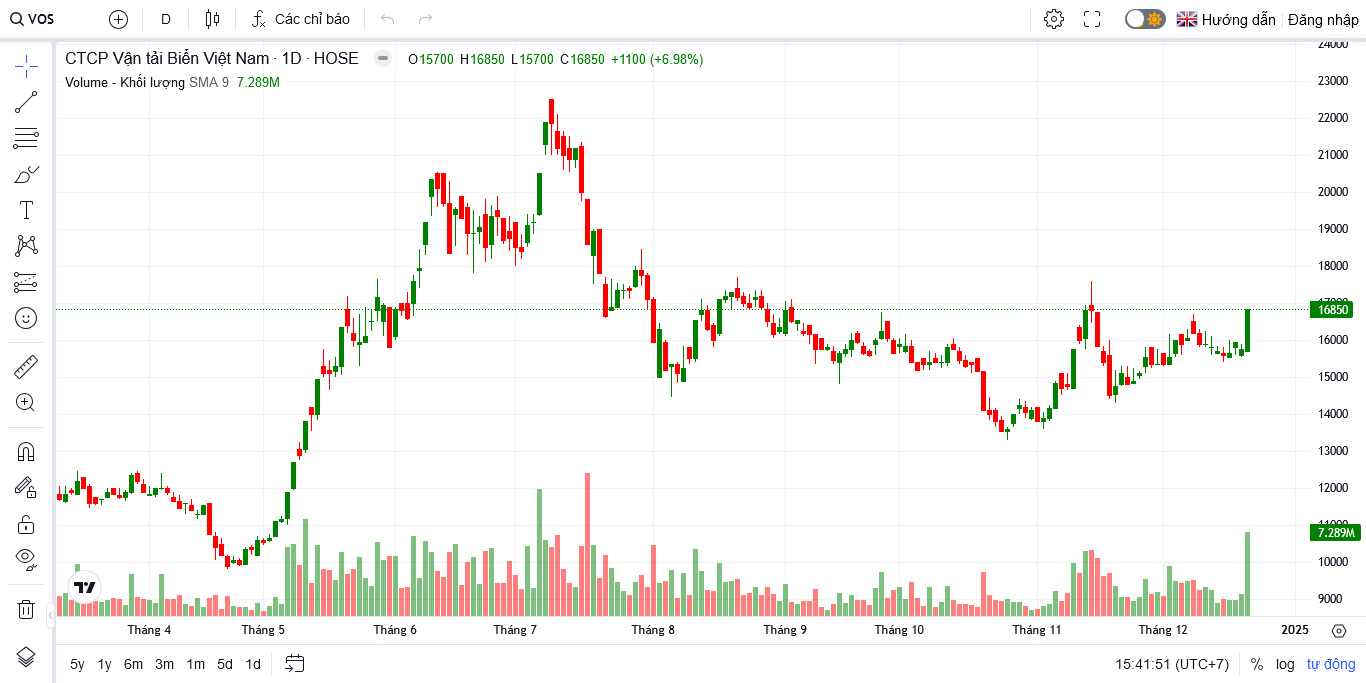 VOS D Các chỉ báo Hướng dẫn Đăng nhập
CTCP Vận tải Biển Việt Nam · 1D · HOSE O15700 H16850 L15700 C16850 +1100 (+6.98%)
Volume - Khối lượng SMA 9 7.289M
24000
23000
22000
21000
20000
19000
18000
17000
16850
16000
15000
14000
13000
12000
11000
7.289M
10000
9000
Tháng 4 Tháng 5 Tháng 6 Tháng 7 Tháng 8 Tháng 9 Tháng 10 Tháng 11 Tháng 12 2025
5y 1y 6m 3m 1m 5d 1d 15:41:51 (UTC+7) % log tự động